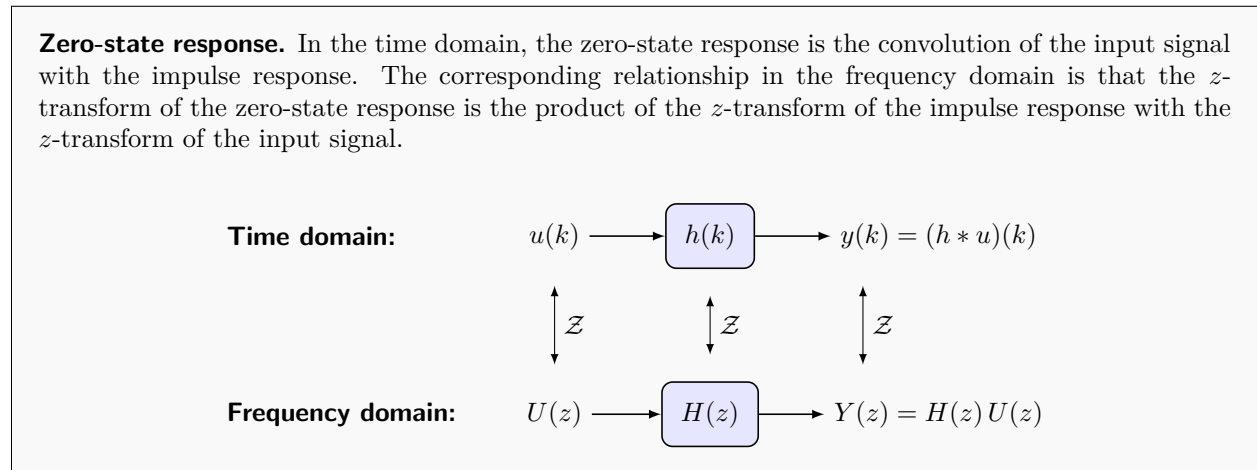 Zero-state response. In the time domain, the zero-state response is the convolution of the input signal
with the impulse response. The corresponding relationship in the frequency domain is that the z-
transform of the zero-state response is the product of the z-transform of the impulse response with the
z-transform of the input signal.
Time domain: u(k) h(k) y(k) = (h ∗ u)(k)
𝒵 𝒵 𝒵
Frequency domain: U(z) H(z) Y(z) = H(z) U(z)